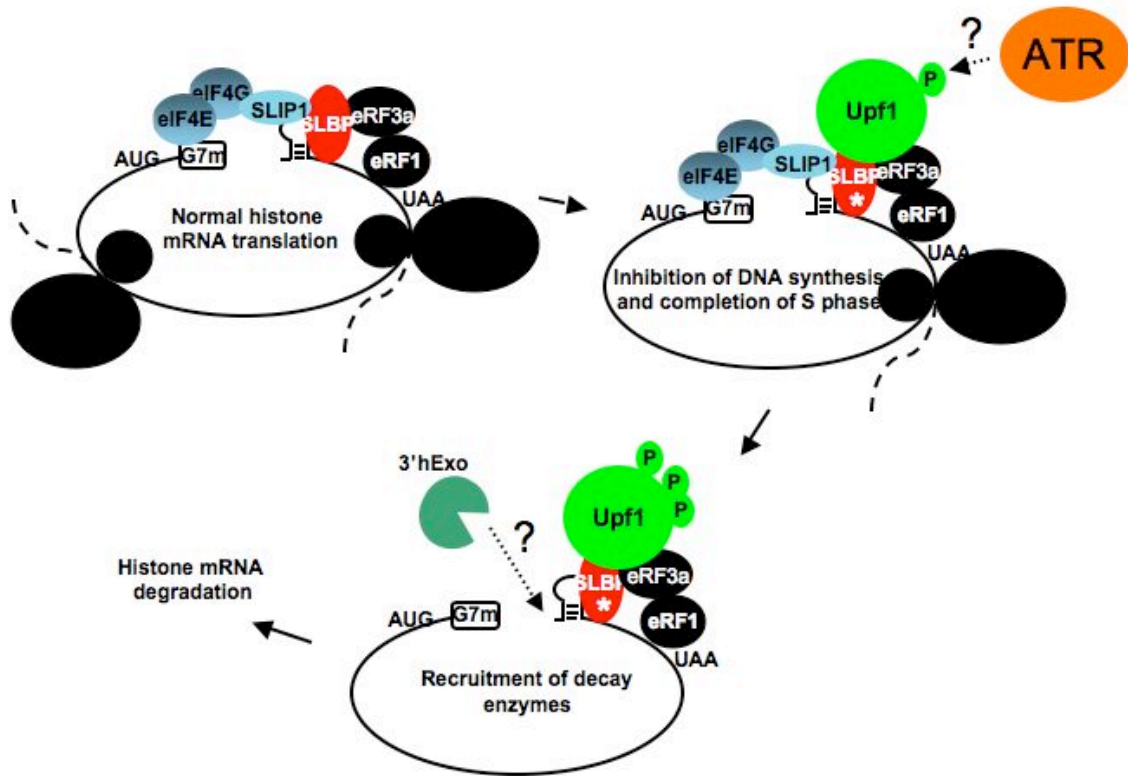 eIF4G
eIF4E
SLIP1
SLBP
eRF3a
AUG
G7m
eRF1
UAA
Normal histone
mRNA translation
?
ATR
P
Upf1
eIF4G
eIF4E
SLIP1
SLBP
*
eRF3a
AUG
G7m
eRF1
UAA
Inhibition of DNA synthesis
and completion of S phase
3'hExo
?
P
P
P
Upf1
SLBP
*
eRF3a
AUG
G7m
eRF1
UAA
Recruitment of decay
enzymes
Histone mRNA
degradation